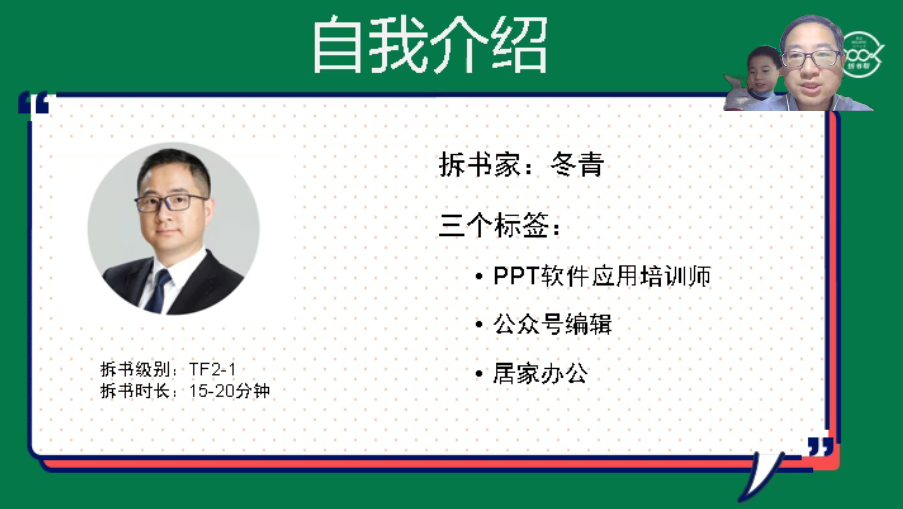 自我介绍
拆书帮
拆书家：冬青
三个标签：
• PPT软件应用培训师
• 公众号编辑
• 居家办公
拆书级别：TF2-1
拆书时长：15-20分钟